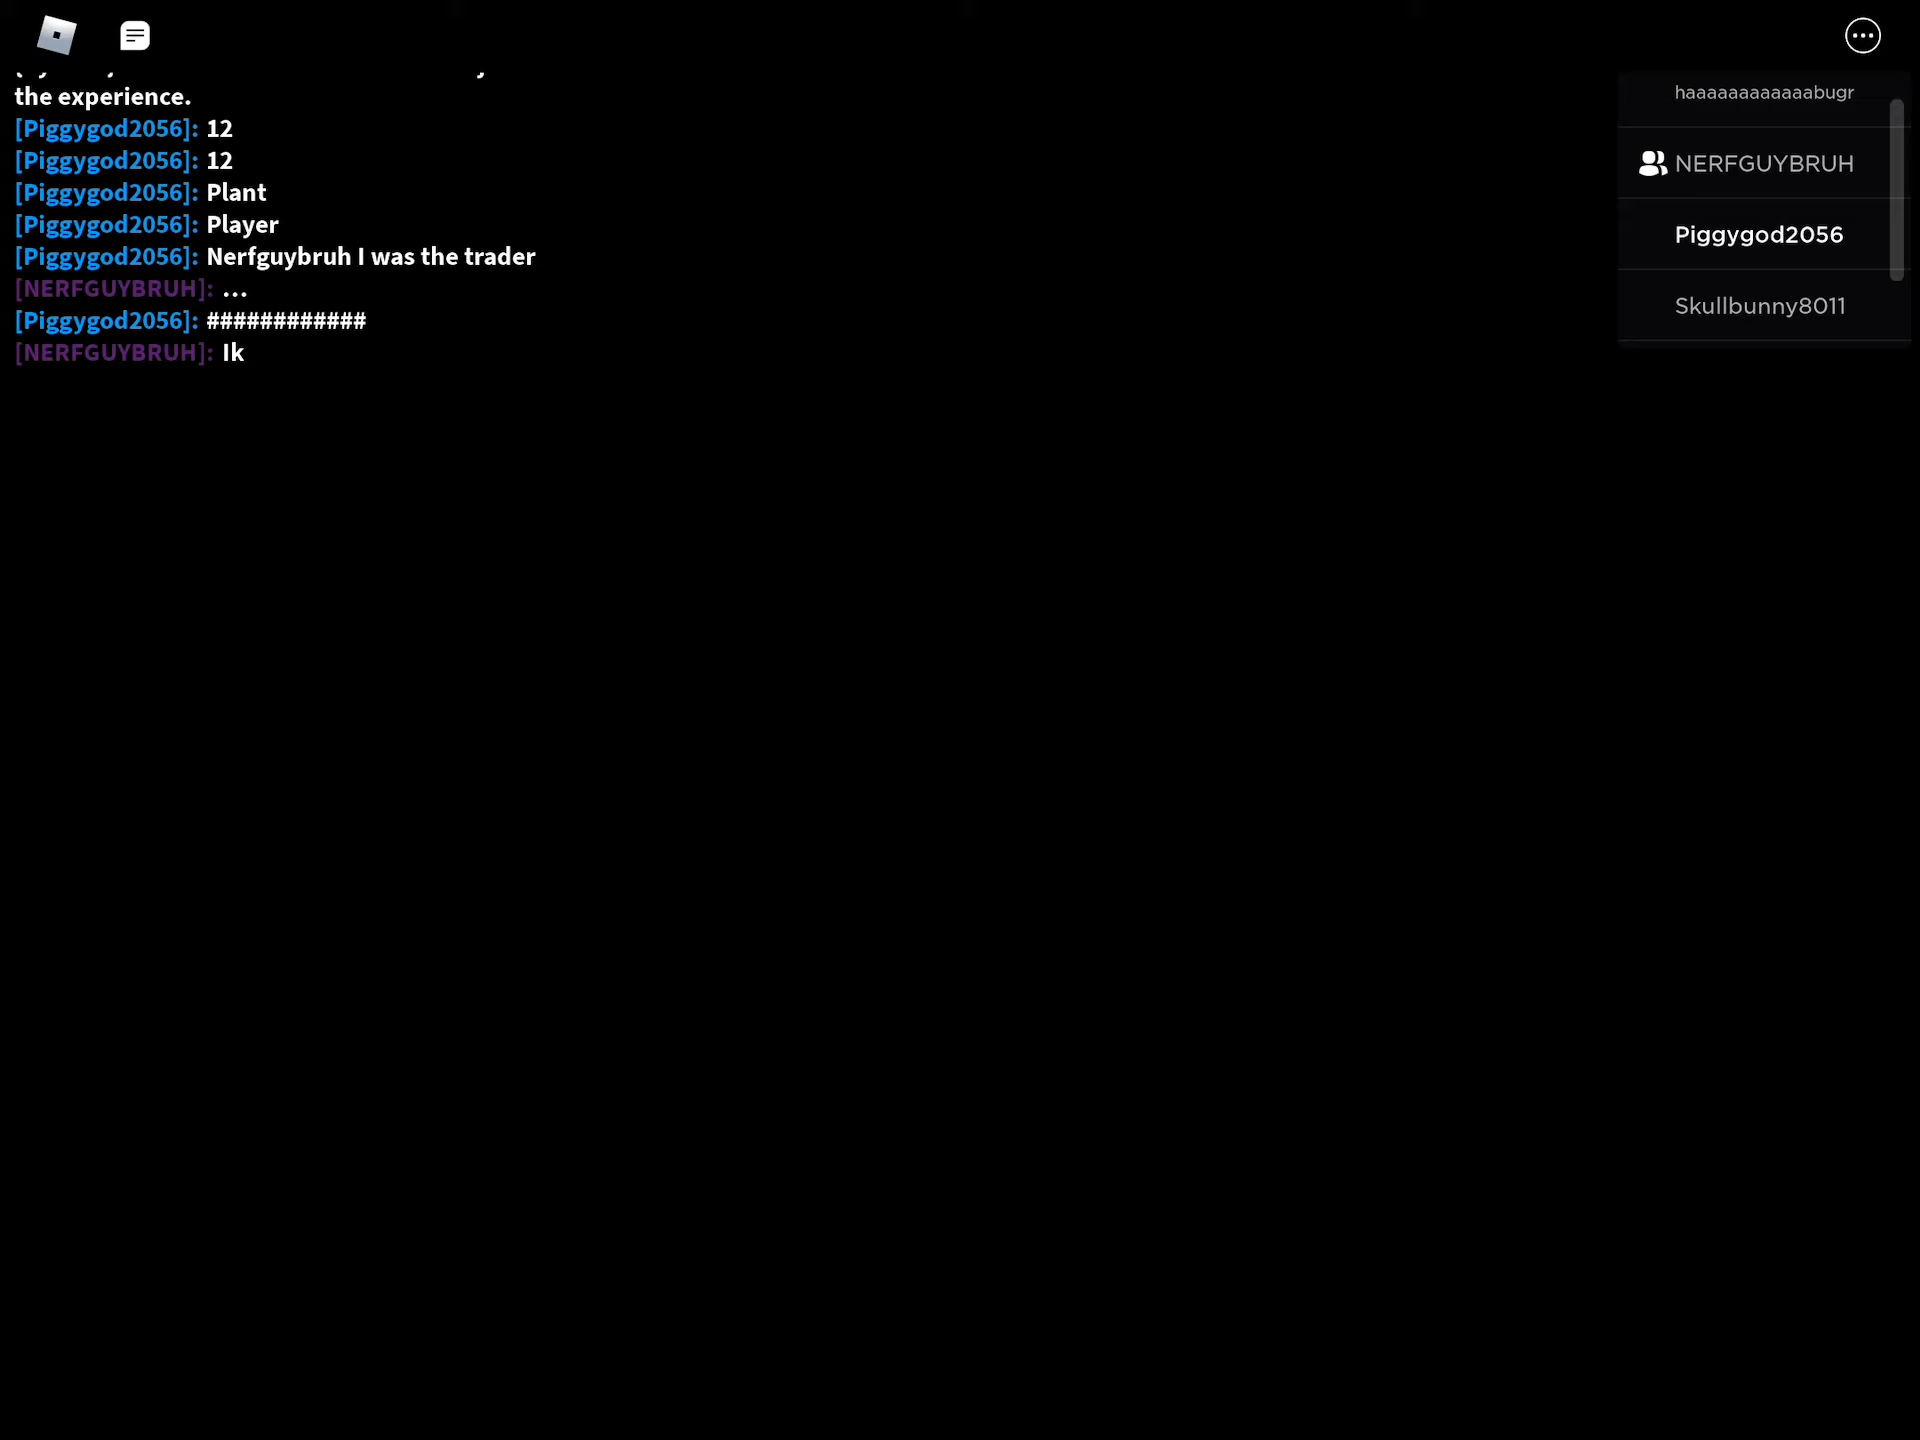 the experience.
[Piggygod2056]: 12
[Piggygod2056]: 12
[Piggygod2056]: Plant
[Piggygod2056]: Player
[Piggygod2056]: Nerfguybruh I was the trader
[NERFGUYBRUH]: ...
[Piggygod2056]: ############
[NERFGUYBRUH]: Ik
haaaaaaaaaaaaabugr
NERFGUYBRUH
Piggygod2056
Skullbunny8011